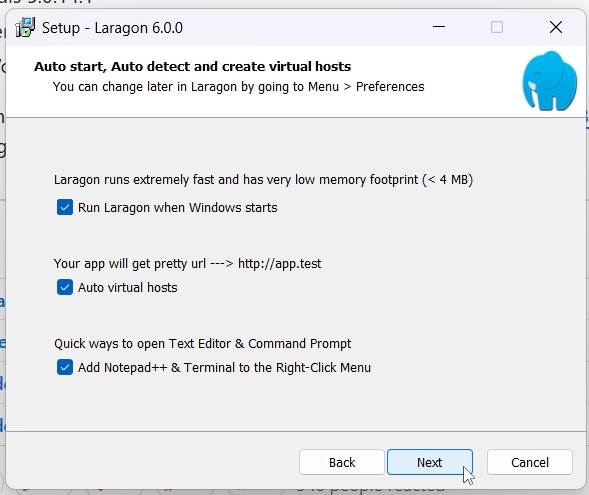 Setup - Laragon 6.0.0
Auto start, Auto detect and create virtual hosts
You can change later in Laragon by going to Menu > Preferences
Laragon runs extremely fast and has very low memory footprint (< 4 MB)
Run Laragon when Windows starts
Your app will get pretty url ---> http://app.test
Auto virtual hosts
Quick ways to open Text Editor & Command Prompt
Add Notepad++ & Terminal to the Right-Click Menu
Back
Next
Cancel
people reacted